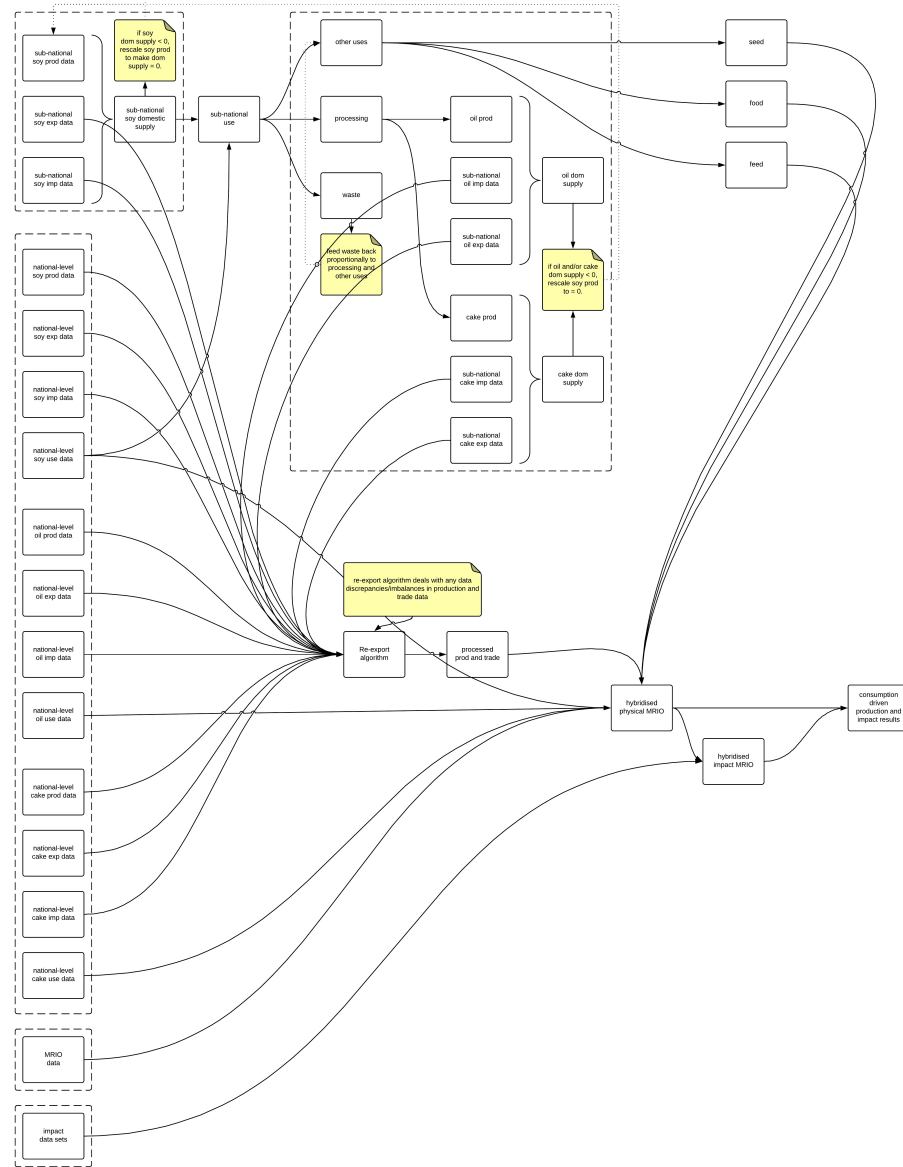 sub-national
soy prod data
if soy
dom supply < 0,
rescale soy prod
to make dom
supply = 0.
sub-national
soy exp data
sub-national
soy domestic
supply
sub-national
soy imp data
sub-national
use
other uses
processing
waste
feed waste back
proportionally to
processing and
other uses
oil prod
sub-national
oil imp data
sub-national
oil exp data
oil dom
supply
if oil and/or cake
dom supply < 0,
rescale soy prod
to = 0.
cake prod
sub-national
cake imp data
sub-national
cake exp data
cake dom
supply
seed
food
feed
national-level
soy prod data
national-level
soy exp data
national-level
soy imp data
national-level
soy use data
national-level
oil prod data
national-level
oil exp data
national-level
oil imp data
national-level
oil use data
national-level
cake prod data
national-level
cake exp data
national-level
cake imp data
national-level
cake use data
MRIO
data
impact
data sets
re-export algorithm deals with any data
discrepancies/imbalances in production and
trade data
Re-export
algorithm
processed
prod and trade
hybridised
physical MRIO
hybridised
impact MRIO
consumption
driven
production and
impact results